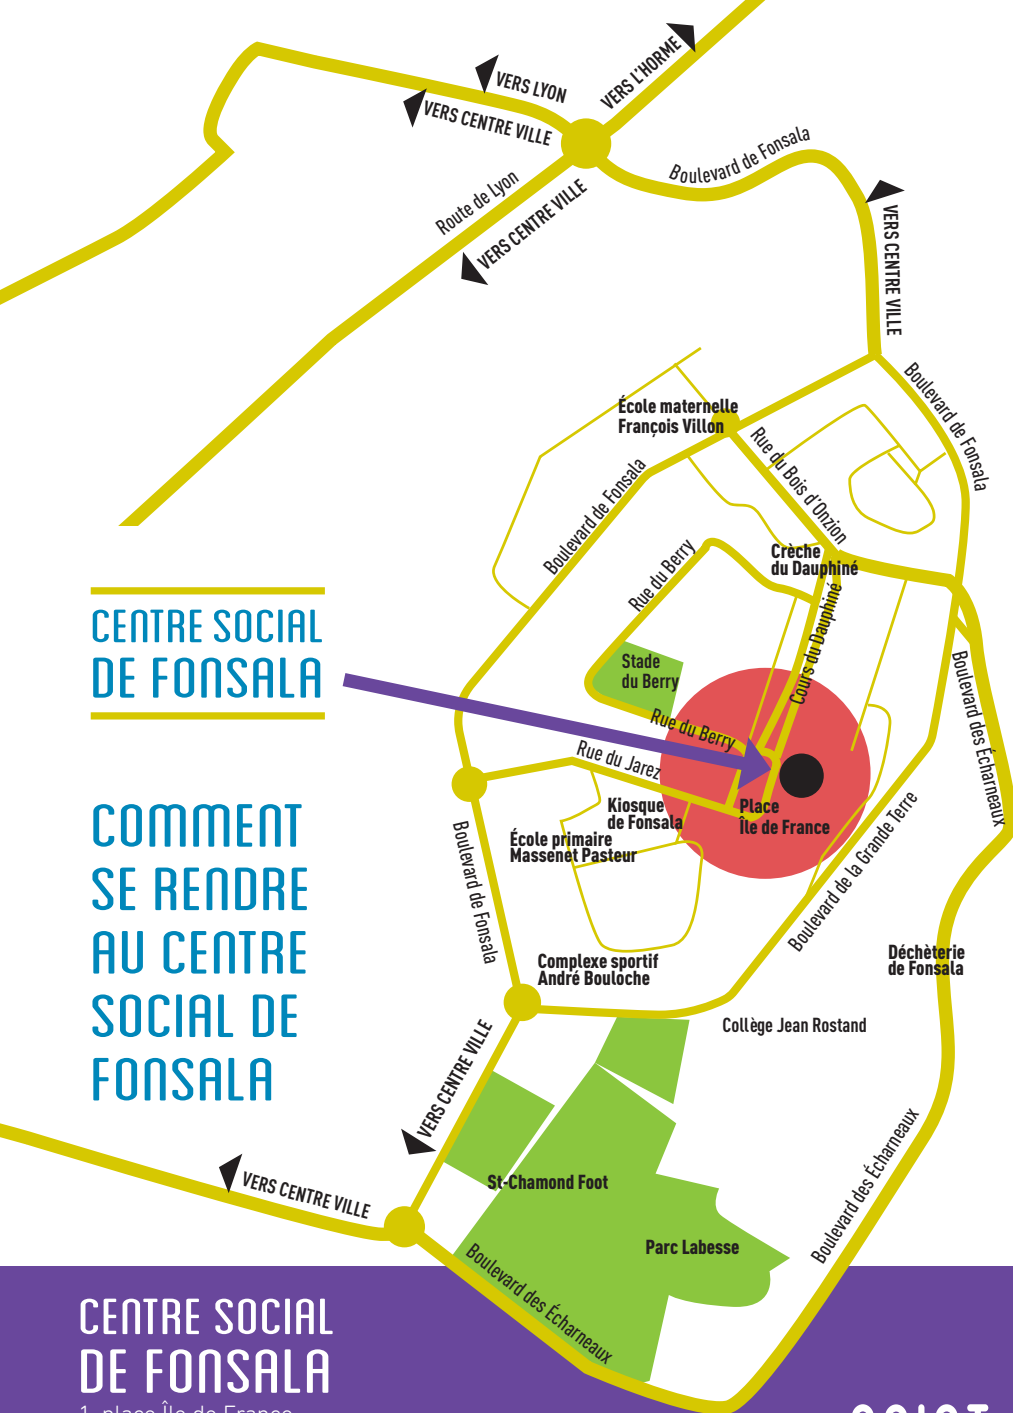 VERS L'HORME
VERS LYON
VERS CENTRE VILLE
Boulevard de Fonsala
Route de Lyon
VERS CENTRE VILLE
VERS CENTRE VILLE
Boulevard de Fonsala
École maternelle
François Villon
Rue du Bois d'Onzion
Boulevard de Fonsala
Rue du Berry
Crèche
du Dauphiné
Cours du Dauphiné
CENTRE SOCIAL
DE FONSALA
Stade
du Berry
Rue du Berry
Boulevard des Écharneaux
Rue du Jarez
Kiosque
de Fonsala
Place
Île de France
École primaire
Massenet Pasteur
COMMENT
SE RENDRE
AU CENTRE
SOCIAL DE
FONSALA
Boulevard de Fonsala
Boulevard de la Grande Terre
Complexe sportif
André Bouloche
Déchèterie
de Fonsala
Collège Jean Rostand
VERS CENTRE VILLE
VERS CENTRE VILLE
St-Chamond Foot
Parc Labesse
Boulevard des Écharneaux
Boulevard des Écharneaux
CENTRE SOCIAL
DE FONSALA
1, place Île de France